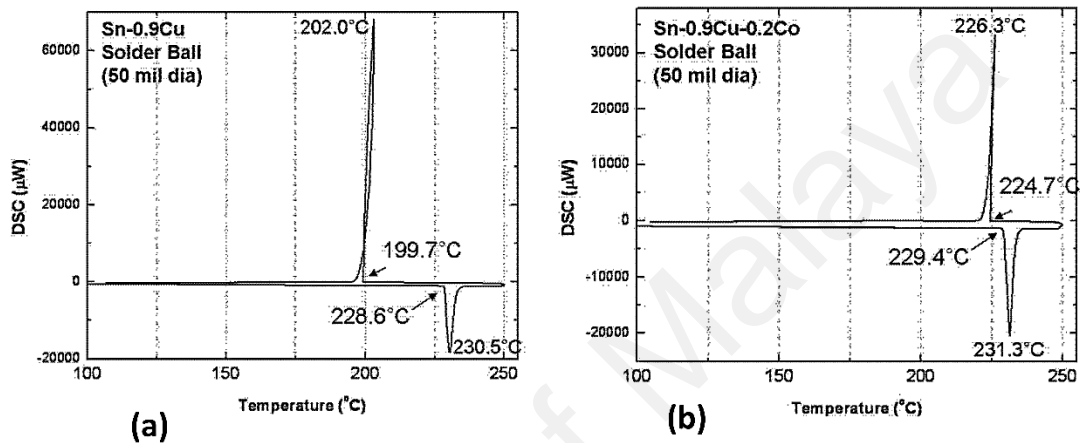 Sn-0.9Cu
Solder Ball
(50 mil dia)
202.0°C
199.7°C
228.6°C
230.5°C
60000
40000
20000
0
-20000
DSC (µW)
100
150
200
250
Temperature (°C)
(a)
Sn-0.9Cu-0.2Co
Solder Ball
(50 mil dia)
226.3°C
224.7°C
229.4°C
231.3°C
30000
20000
10000
0
-10000
-20000
DSC (µW)
100
150
200
250
Temperature (°C)
(b)
of Malaya